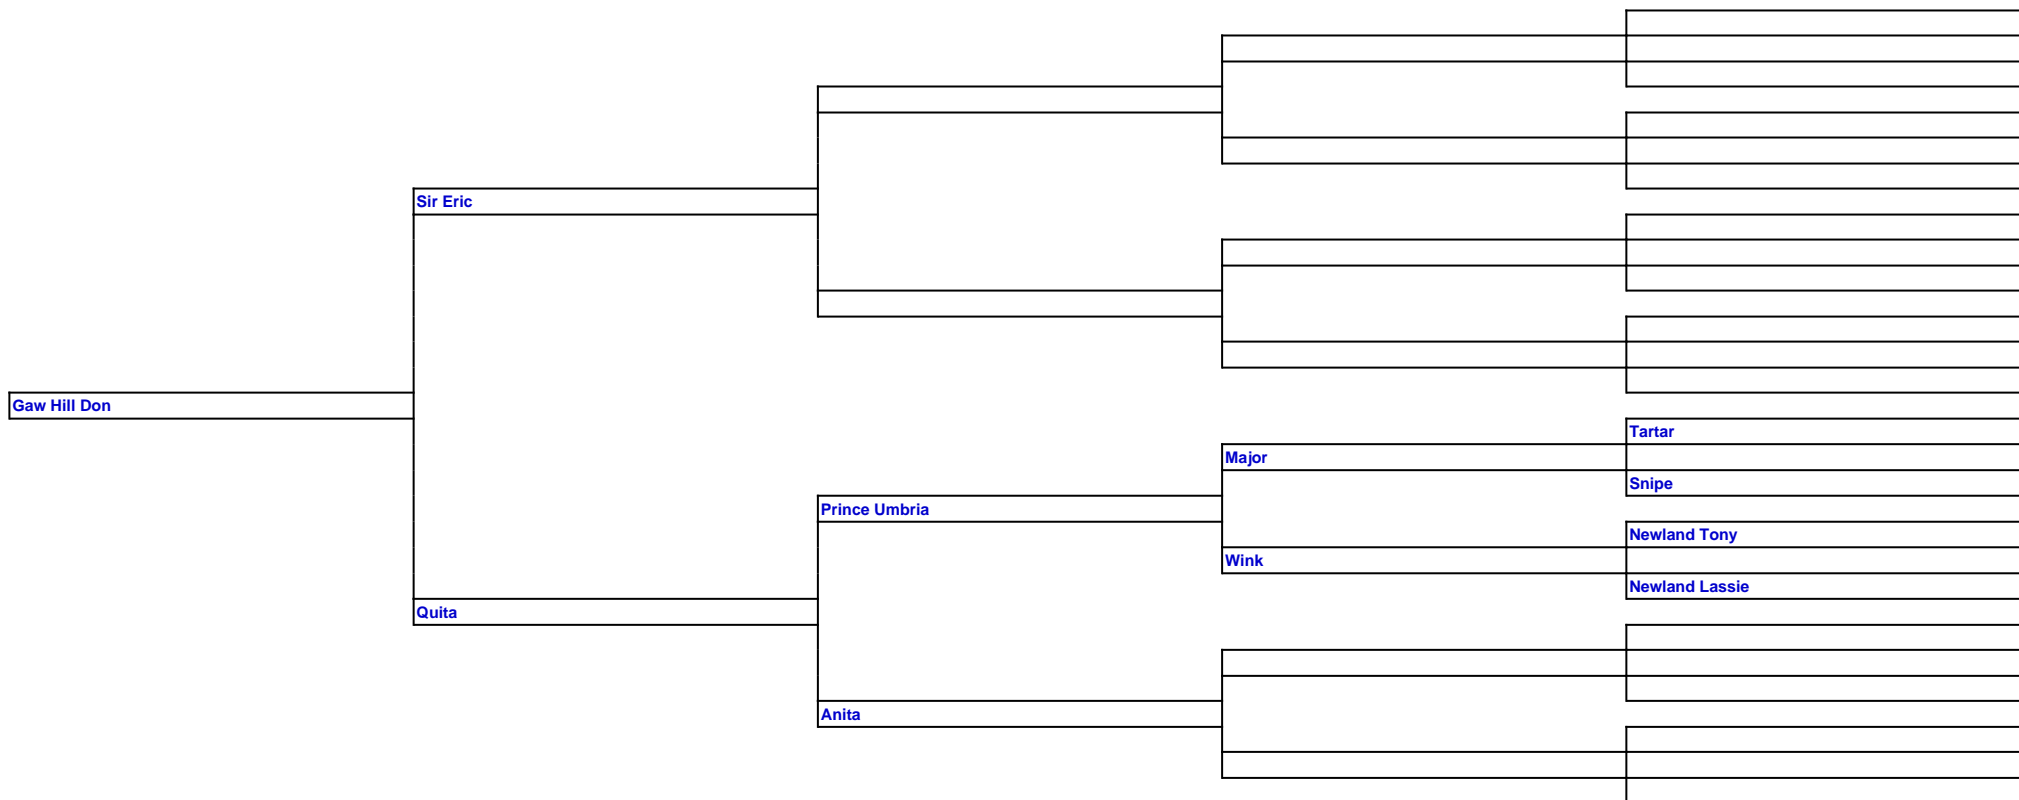 Sir Eric
Gaw Hill Don
Tartar
Major
Snipe
Prince Umbria
Newland Tony
Wink
Newland Lassie
Quita
Anita